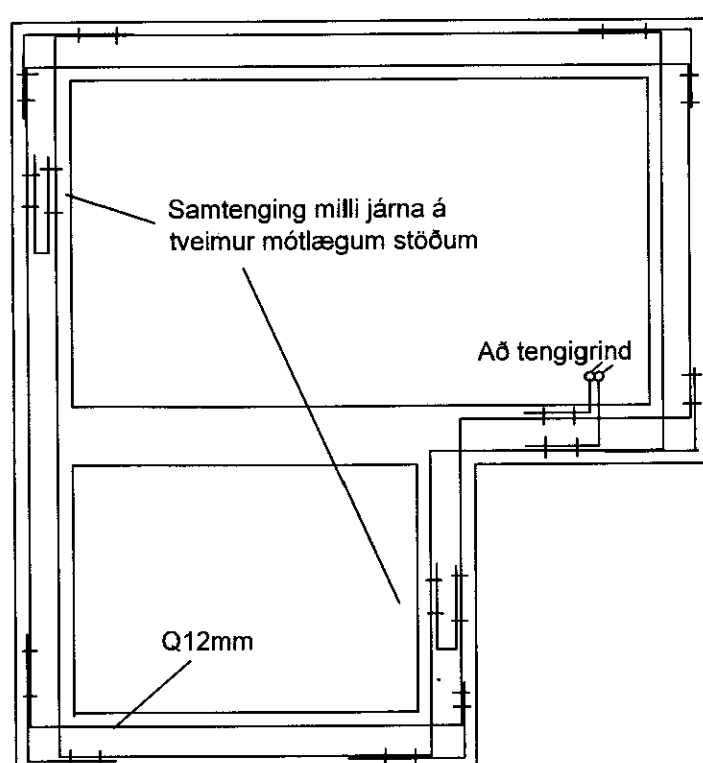 Samtenging milli járna á
tveimur mótlægum stöðum
Að tengigrind
Q12mm